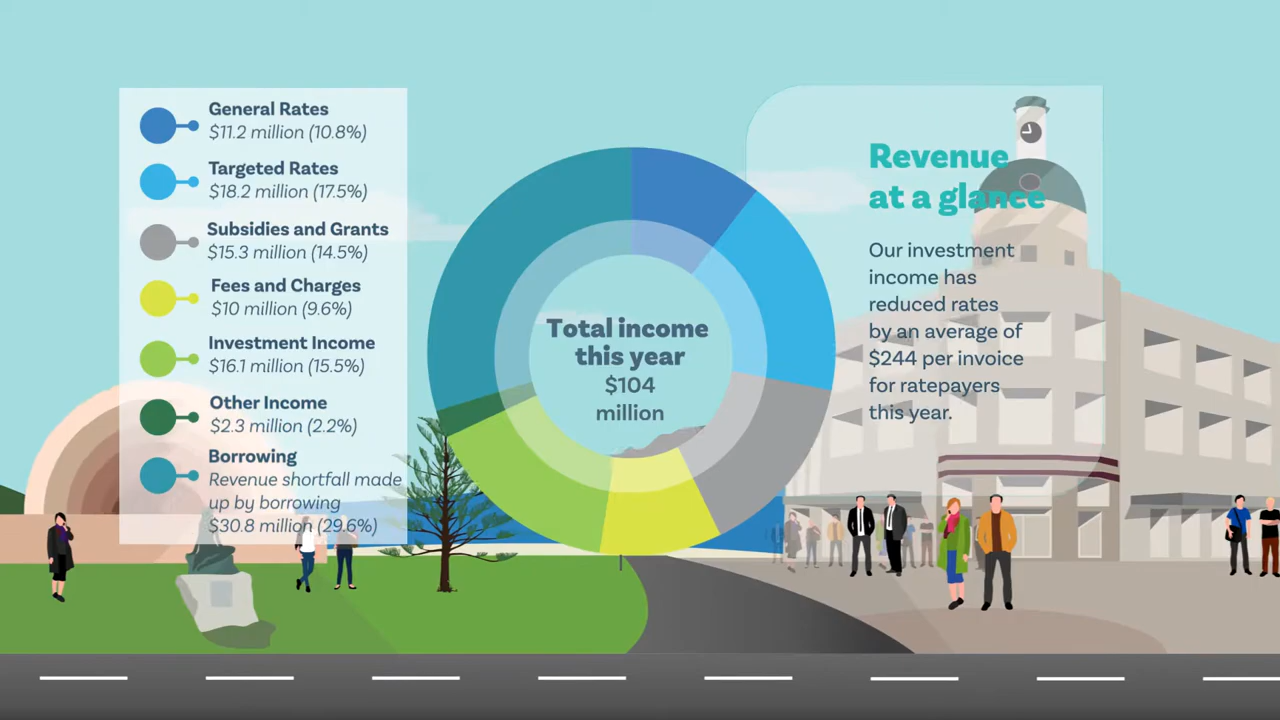 General Rates
$11.2 million (10.8%)
Targeted Rates
$18.2 million (17.5%)
Subsidies and Grants
$15.3 million (14.5%)
Fees and Charges
$10 million (9.6%)
Investment Income
$16.1 million (15.5%)
Other Income
$2.3 million (2.2%)
Borrowing
Revenue shortfall made
up by borrowing
$30.8 million (29.6%)
Total income
this year
$104
million
Revenue
at a glance
Our investment
income has
reduced rates
by an average of
$244 per invoice
for ratepayers
this year.